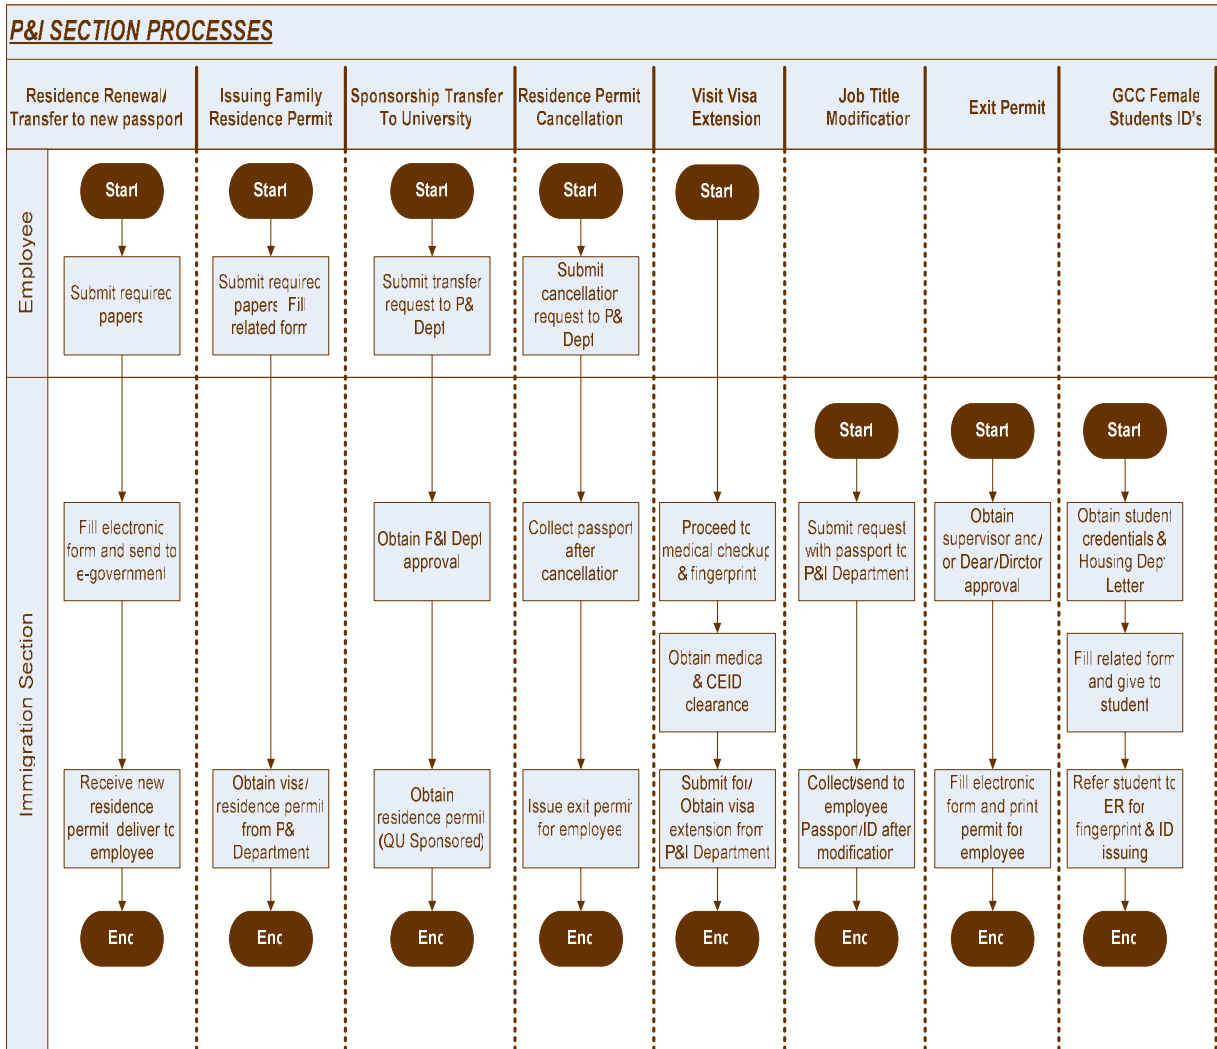 P&I SECTION PROCESSES
Residence Renewal/
Transfer to new passport
Issuing Family
Residence Permit
Sponsorship Transfer
To University
Residence Permit
Cancellation
Visit Visa
Extension
Job Title
Modification
Exit Permit
GCC Female
Students ID's
Employee
Start
Start
Start
Start
Start
Submit required
papers
Submit required
papers Fill
related form
Submit transfer
request to P&
Dept
Submit
cancellation
request to P&
Dept
Immigration Section
Start
Start
Start
Fill electronic
form and send to
e-government
Obtain P&I Dept
approval
Collect passport
after
cancellation
Proceed to
medical checkup
& fingerprint
Submit request
with passport to
P&I Department
Obtain
supervisor and/
or Dean/Dirctor
approval
Obtain student
credentials &
Housing Dept
Letter
Obtain medical
& CEID
clearance
Fill related form
and give to
student
Receive new
residence
permit deliver to
employee
Obtain visa/
residence permit
from P&
Department
Obtain
residence permit
(QU Sponsored)
Issue exit permit
for employee
Submit for/
Obtain visa
extension from
P&I Department
Collect/send to
employee
Passport/ID after
modification
Fill electronic
form and print
permit for
employee
Refer student to
ER for
fingerprint & ID
issuing
End
End
End
End
End
End
End
End